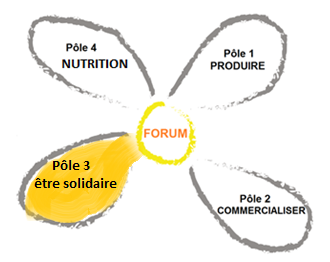 Pôle 4
NUTRITION
Pôle 1
PRODUIRE
FORUM
Pôle 3
être solidaire
Pôle 2
COMMERCIALISER